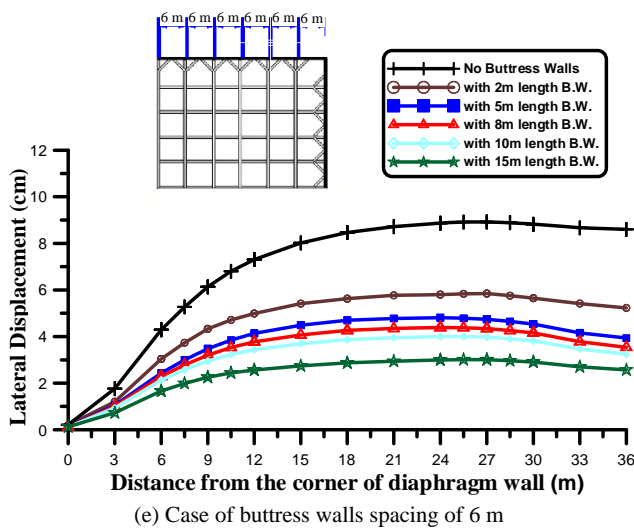 6 m 6 m 6 m 6 m 6 m 6 m
No Buttress Walls
with 2m length B.W.
with 5m length B.W.
with 8m length B.W.
with 10m length B.W.
with 15m length B.W.
Lateral Displacement (cm)
12
10
8
6
4
2
0
0 3 6 9 12 15 18 21 24 27 30 33 36
Distance from the corner of diaphragm wall (m)
(e) Case of buttress walls spacing of 6 m